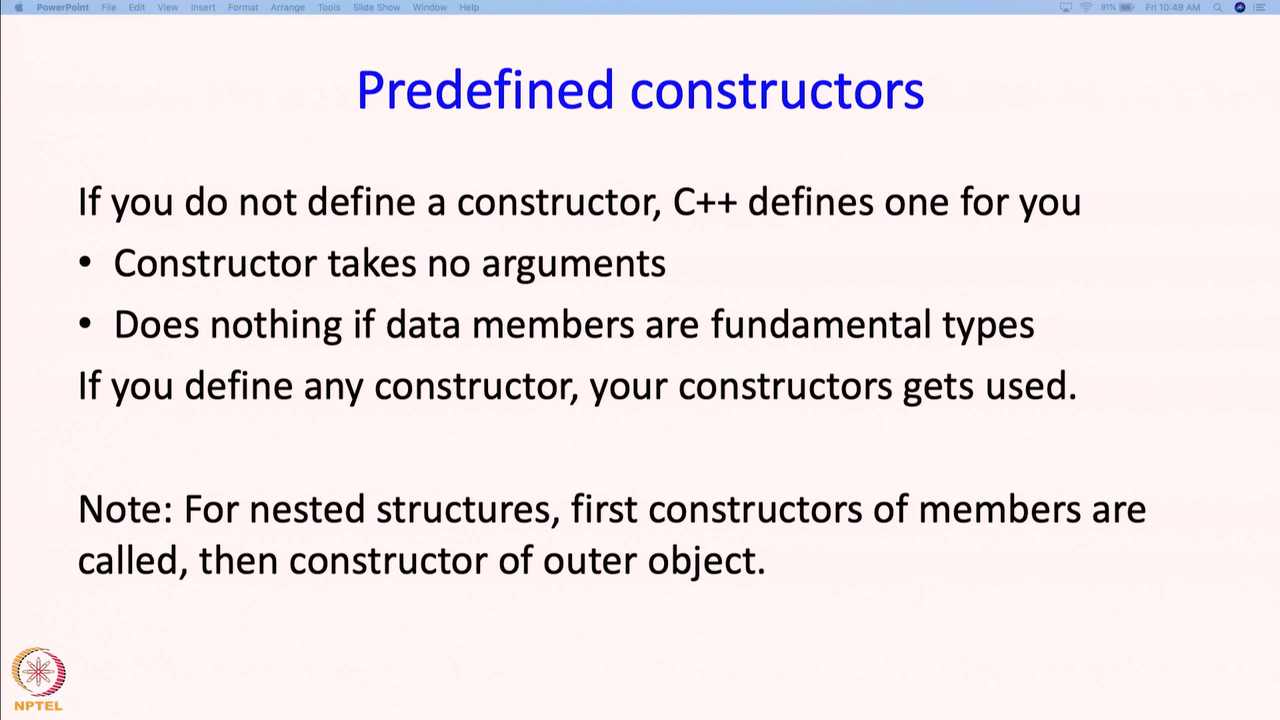 PowerPoint File Edit View Insert Format Arrange Tools Slide Show Window Help 91% Fri 10:49 AM
Predefined constructors
If you do not define a constructor, C++ defines one for you
• Constructor takes no arguments
• Does nothing if data members are fundamental types
If you define any constructor, your constructors gets used.
Note: For nested structures, first constructors of members are
called, then constructor of outer object.
NPTEL